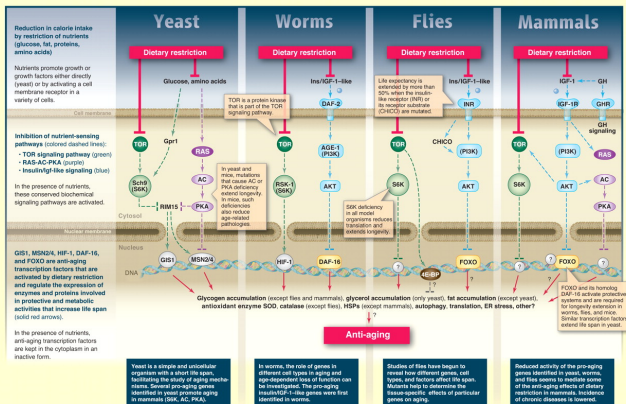 Yeast
Worms
Flies
Mammals
Reduction in calorie intake
by restriction of nutrients
(glucose, fat, proteins,
amino acids)
Nutrients promote growth or
growth factors either directly
(yeast) or by activating a cell
membrane receptor in a
variety of cells.
Inhibition of nutrient-sensing
pathways (colored dashed lines):
- TOR signaling pathway (green)
- RAS-AC-PKA (purple)
- Insulin/Igf-like signaling (blue)
In the presence of nutrients,
these conserved biochemical
signaling pathways are activated.
GIS1, MSN2/4, HIF-1, DAF-16,
and FOXO are anti-aging
transcription factors that
are activated by dietary restriction
and regulate the expression of
enzymes and proteins involved
in protective and metabolic
activities that increase life span
(solid red arrows).
In the presence of nutrients,
anti-aging transcription factors
are kept in the cytoplasm in an
inactive form.
Cell membrane
Cytosol
Nuclear membrane
Nucleus
DNA
Dietary restriction
Glucose, amino acids
Gpr1
TOR
RAS
Sch9
(S6K)
AC
RIM15
PKA
GIS1
MSN2/4
In yeast and
mice, mutations
that cause AC or
PKA deficiency
extend longevity.
In mice, such
deficiencies
also reduce
age-related
pathologies.
Dietary restriction
Ins/IGF-1–like
DAF-2
TOR is a protein kinase
that is part of the TOR
signaling pathway.
TOR
AGE-1
(PI3K)
RSK-1
(S6K)
AKT
HIF-1
DAF-16
Dietary restriction
Ins/IGF-1–like
Life expectancy is
extended by more than
50% when the insulin-
like receptor (INR) or
its receptor substrate
(CHICO) are mutated.
INR
TOR
CHICO
(PI3K)
S6K
AKT
S6K deficiency
in all model
organisms reduces
translation and
extends longevity.
?
4E-BP
FOXO
?
Dietary restriction
IGF-1
GH
IGF-1R
GHR
GH
signaling
TOR
(PI3K)
RAS
S6K
AKT
AC
PKA
?
FOXO
?
FOXO and its homolog
DAF-16 activate protective
systems and are required
for longevity extension in
worms, flies, and mice.
Similar transcription factors
extend life span in yeast.
Glycogen accumulation (except flies and mammals), glycerol accumulation (only yeast), fat accumulation (except yeast),
antioxidant enzyme SOD, catalase (except flies), HSPs (except mammals), autophagy, translation, ER stress, other?
?
Anti-aging
Yeast is a simple and unicellular
organism with a short life span,
facilitating the study of aging mecha-
nisms. Several pro-aging genes
identified in yeast promote aging
in mammals (S6K, AC, PKA).
In worms, the role of genes in
different cell types in aging and
age-dependent loss of function can
be investigated. The pro-aging
insulin/IGF-1–like genes were first
identified in worms.
Studies of flies have begun to
reveal how different genes, cell
types, and factors affect life span.
Mutants help to determine the
tissue-specific effects of particular
genes on aging.
Reduced activity of the pro-aging
genes identified in yeast, worms,
and flies seems to mediate some
of the anti-aging effects of dietary
restriction in mammals. Incidence
of chronic diseases is lowered.